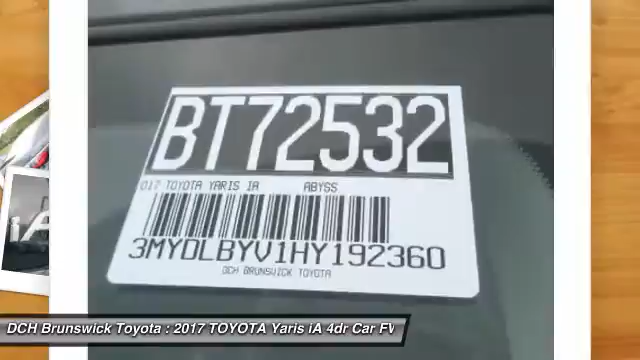 BT72532
017 TOYOTA YARIS IA ABYSS
3MYDLBYV1HY192360
DCH BRUNSWICK TOYOTA
DCH Brunswick Toyota : 2017 TOYOTA Yaris iA 4dr Car FV